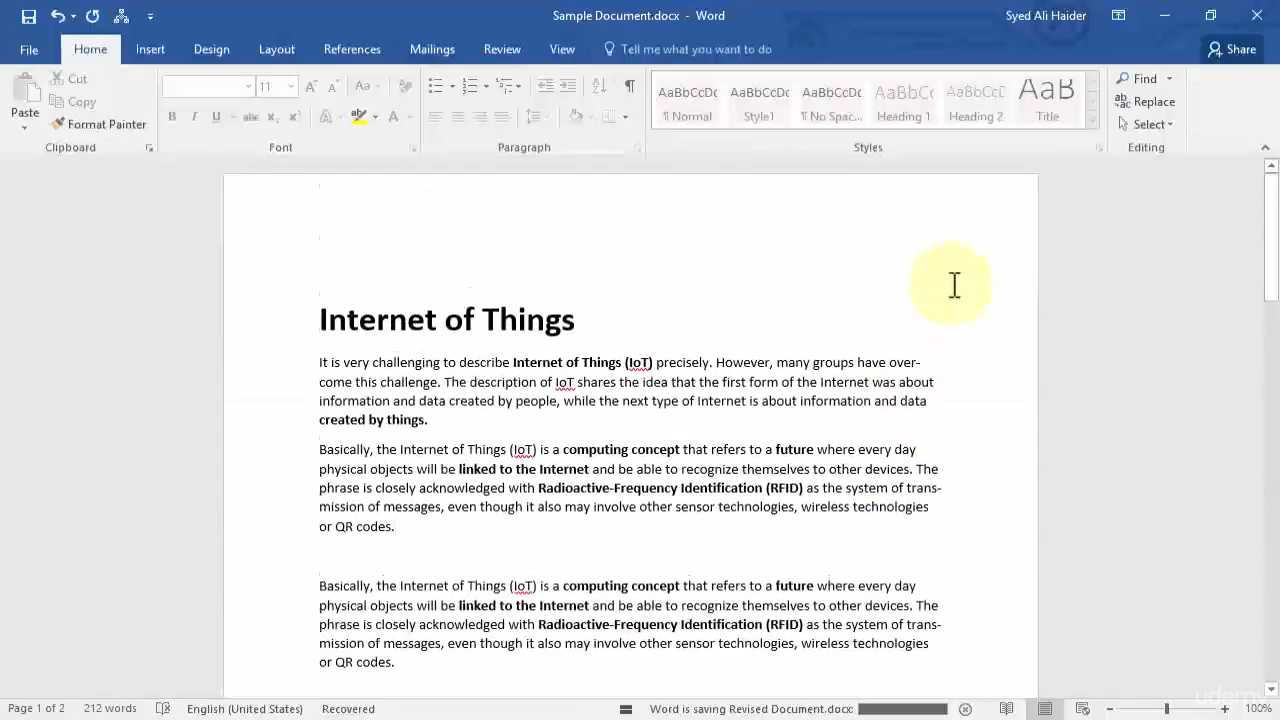 Sample Document.docx - Word
Syed Ali Haider
File Home Insert Design Layout References Mailings Review View Tell me what you want to do Share
Paste
Cut
Copy
Format Painter
11
Aa
AaBbCcDc AaBbCcDc AaBbCcDc AaBbCcDc AaBbCcDc AaB
¶ Normal Style1 ¶ No Spac... Heading 1 Heading 2 Title
Find
Replace
Select
Clipboard Font Paragraph Styles Editing
Internet of Things
It is very challenging to describe Internet of Things (IoT) precisely. However, many groups have over-
come this challenge. The description of IoT shares the idea that the first form of the Internet was about
information and data created by people, while the next type of Internet is about information and data
created by things.
Basically, the Internet of Things (IoT) is a computing concept that refers to a future where every day
physical objects will be linked to the Internet and be able to recognize themselves to other devices. The
phrase is closely acknowledged with Radioactive-Frequency Identification (RFID) as the system of trans-
mission of messages, even though it also may involve other sensor technologies, wireless technologies
or QR codes.
Basically, the Internet of Things (IoT) is a computing concept that refers to a future where every day
physical objects will be linked to the Internet and be able to recognize themselves to other devices. The
phrase is closely acknowledged with Radioactive-Frequency Identification (RFID) as the system of trans-
mission of messages, even though it also may involve other sensor technologies, wireless technologies
or QR codes.
udemy
Page 1 of 2 212 words English (United States) Recovered Word is saving Revised Document.docx: 100%